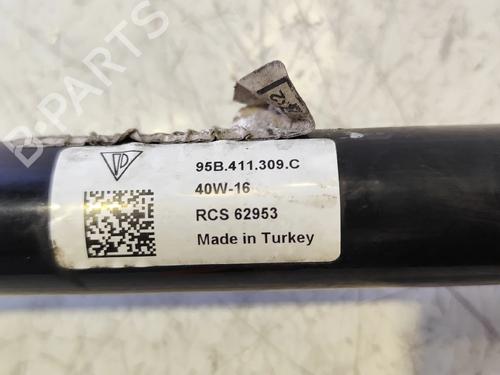 95B.411.309.C
40W-16
RCS 62953
Made in Turkey
B-PARTS